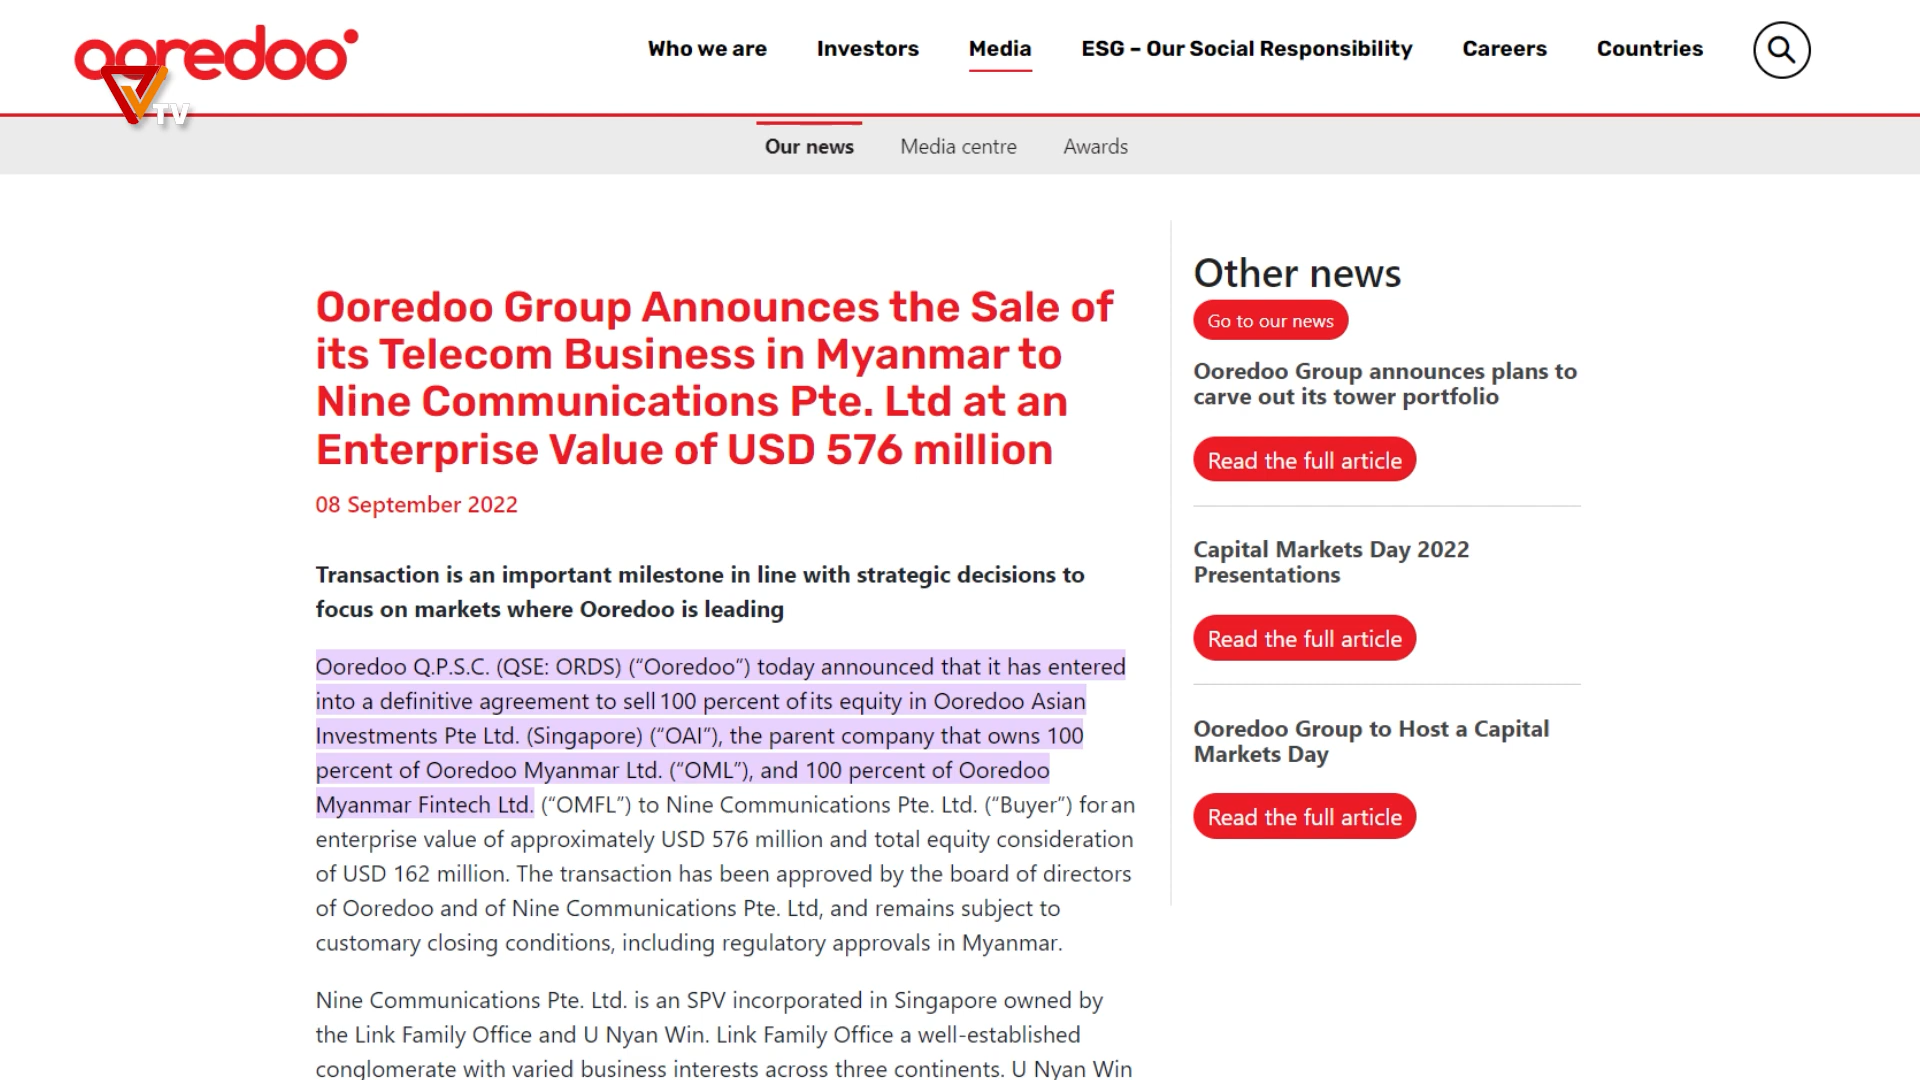 ooredoo
TV
Who we are
Investors
Media
ESG – Our Social Responsibility
Careers
Countries
Our news
Media centre
Awards
Ooredoo Group Announces the Sale of
its Telecom Business in Myanmar to
Nine Communications Pte. Ltd at an
Enterprise Value of USD 576 million
08 September 2022
Transaction is an important milestone in line with strategic decisions to
focus on markets where Ooredoo is leading
Ooredoo Q.P.S.C. (QSE: ORDS) (“Ooredoo”) today announced that it has entered
into a definitive agreement to sell 100 percent of its equity in Ooredoo Asian
Investments Pte Ltd. (Singapore) (“OAI”), the parent company that owns 100
percent of Ooredoo Myanmar Ltd. (“OML”), and 100 percent of Ooredoo
Myanmar Fintech Ltd. (“OMFL”) to Nine Communications Pte. Ltd. (“Buyer”) for an
enterprise value of approximately USD 576 million and total equity consideration
of USD 162 million. The transaction has been approved by the board of directors
of Ooredoo and of Nine Communications Pte. Ltd, and remains subject to
customary closing conditions, including regulatory approvals in Myanmar.
Nine Communications Pte. Ltd. is an SPV incorporated in Singapore owned by
the Link Family Office and U Nyan Win. Link Family Office a well-established
conglomerate with varied business interests across three continents. U Nyan Win
Other news
Go to our news
Ooredoo Group announces plans to
carve out its tower portfolio
Read the full article
Capital Markets Day 2022
Presentations
Read the full article
Ooredoo Group to Host a Capital
Markets Day
Read the full article